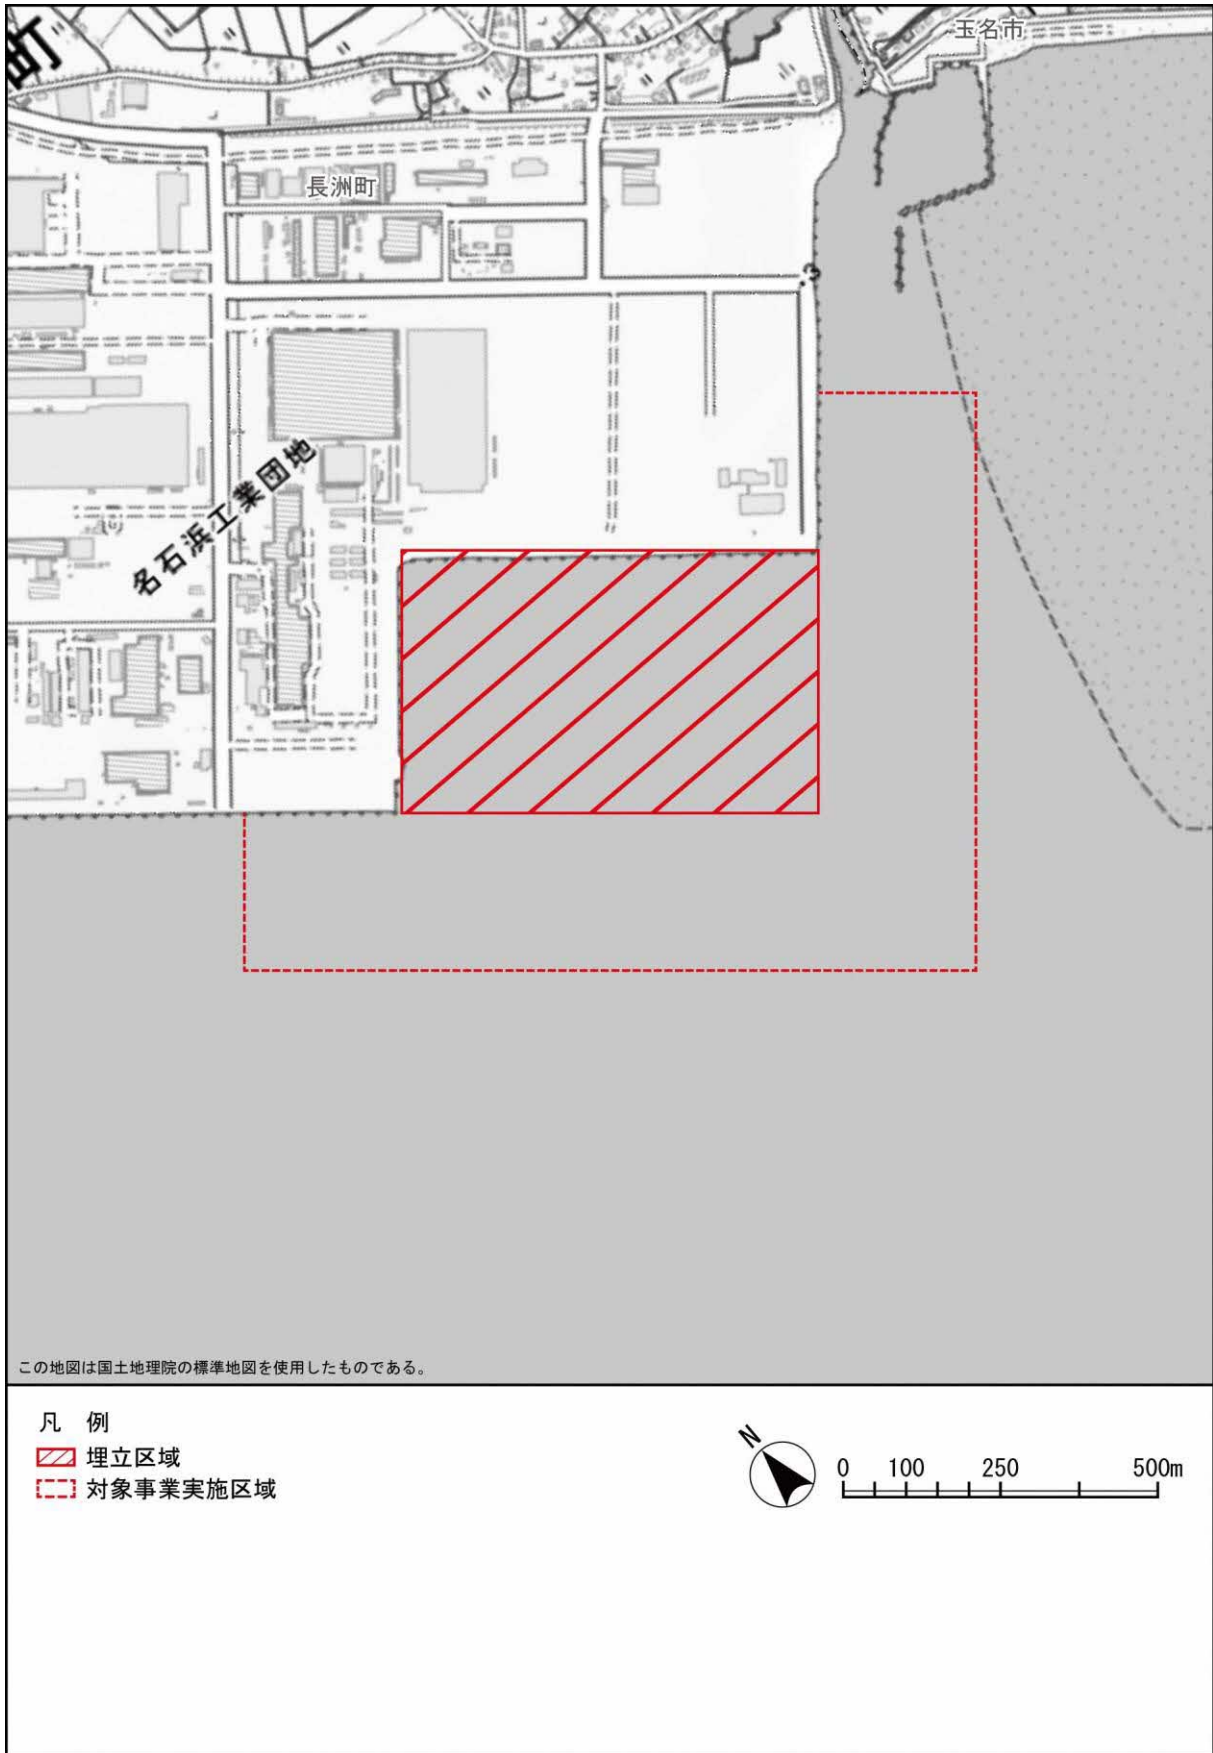 町
玉名市
長洲町
名石浜工業団地
この地図は国土地理院の標準地図を使用したものである。
凡 例
埋立区域
対象事業実施区域
N
0 100 250 500m